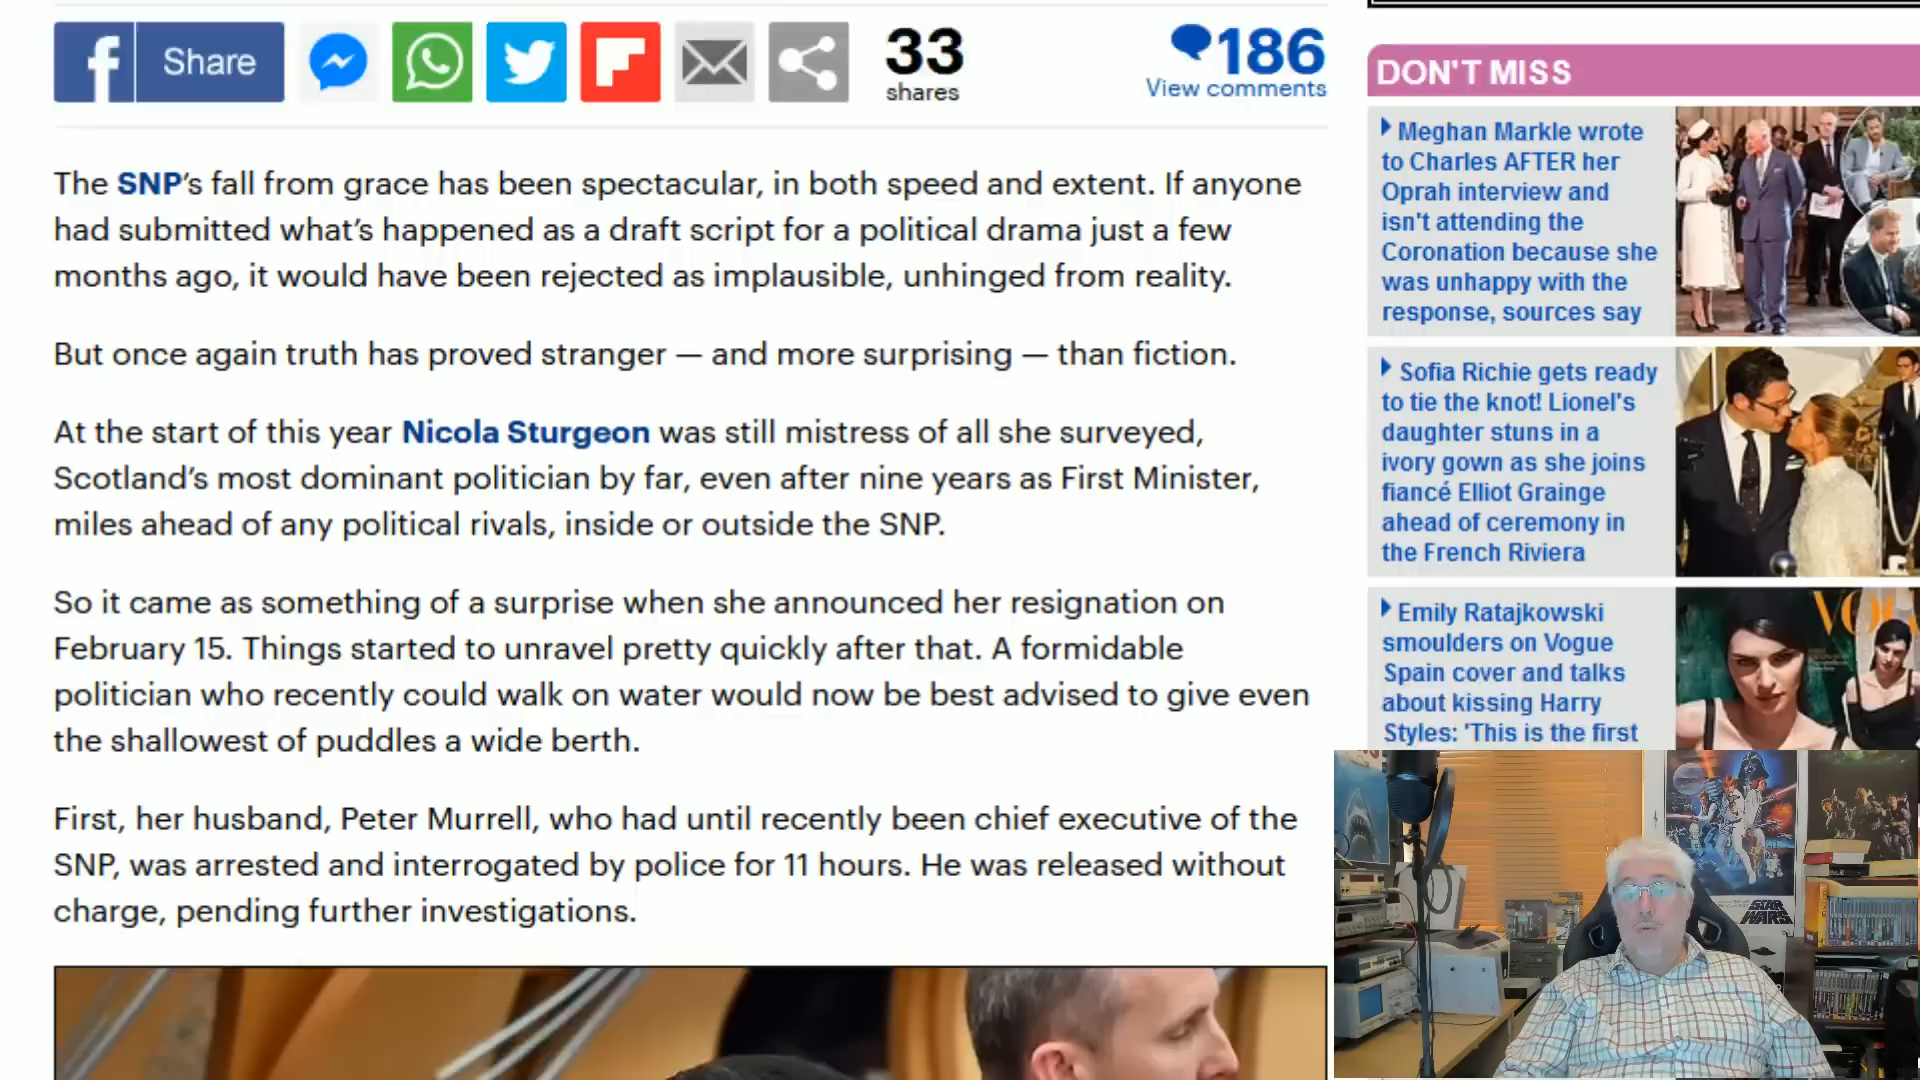 Share
33
shares
186
View comments
The SNP's fall from grace has been spectacular, in both speed and extent. If anyone
had submitted what's happened as a draft script for a political drama just a few
months ago, it would have been rejected as implausible, unhinged from reality.
But once again truth has proved stranger — and more surprising — than fiction.
At the start of this year Nicola Sturgeon was still mistress of all she surveyed,
Scotland's most dominant politician by far, even after nine years as First Minister,
miles ahead of any political rivals, inside or outside the SNP.
So it came as something of a surprise when she announced her resignation on
February 15. Things started to unravel pretty quickly after that. A formidable
politician who recently could walk on water would now be best advised to give even
the shallowest of puddles a wide berth.
First, her husband, Peter Murrell, who had until recently been chief executive of the
SNP, was arrested and interrogated by police for 11 hours. He was released without
charge, pending further investigations.
DON'T MISS
Meghan Markle wrote
to Charles AFTER her
Oprah interview and
isn't attending the
Coronation because she
was unhappy with the
response, sources say
Sofia Richie gets ready
to tie the knot! Lionel's
daughter stuns in a
ivory gown as she joins
fiancé Elliot Grainge
ahead of ceremony in
the French Riviera
Emily Ratajkowski
smoulders on Vogue
Spain cover and talks
about kissing Harry
Styles: 'This is the first
STAR
WARS